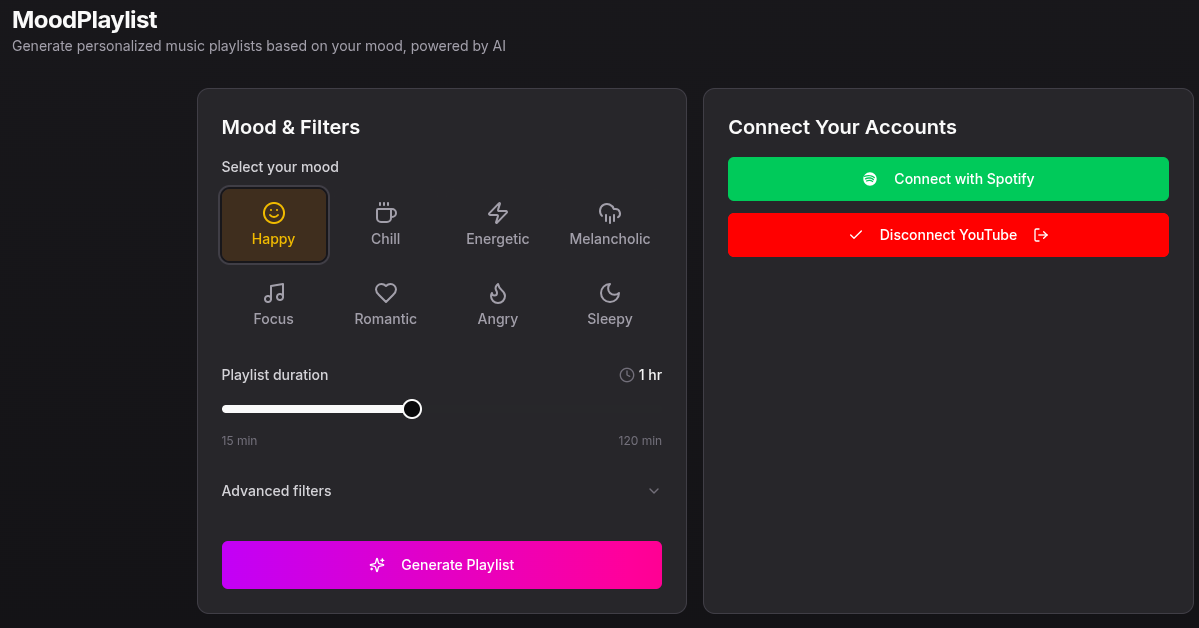 MoodPlaylist
Generate personalized music playlists based on your mood, powered by AI
Mood & Filters
Select your mood
Happy
Chill
Energetic
Melancholic
Focus
Romantic
Angry
Sleepy
Playlist duration
1 hr
15 min
120 min
Advanced filters
Generate Playlist
Connect Your Accounts
Connect with Spotify
Disconnect YouTube